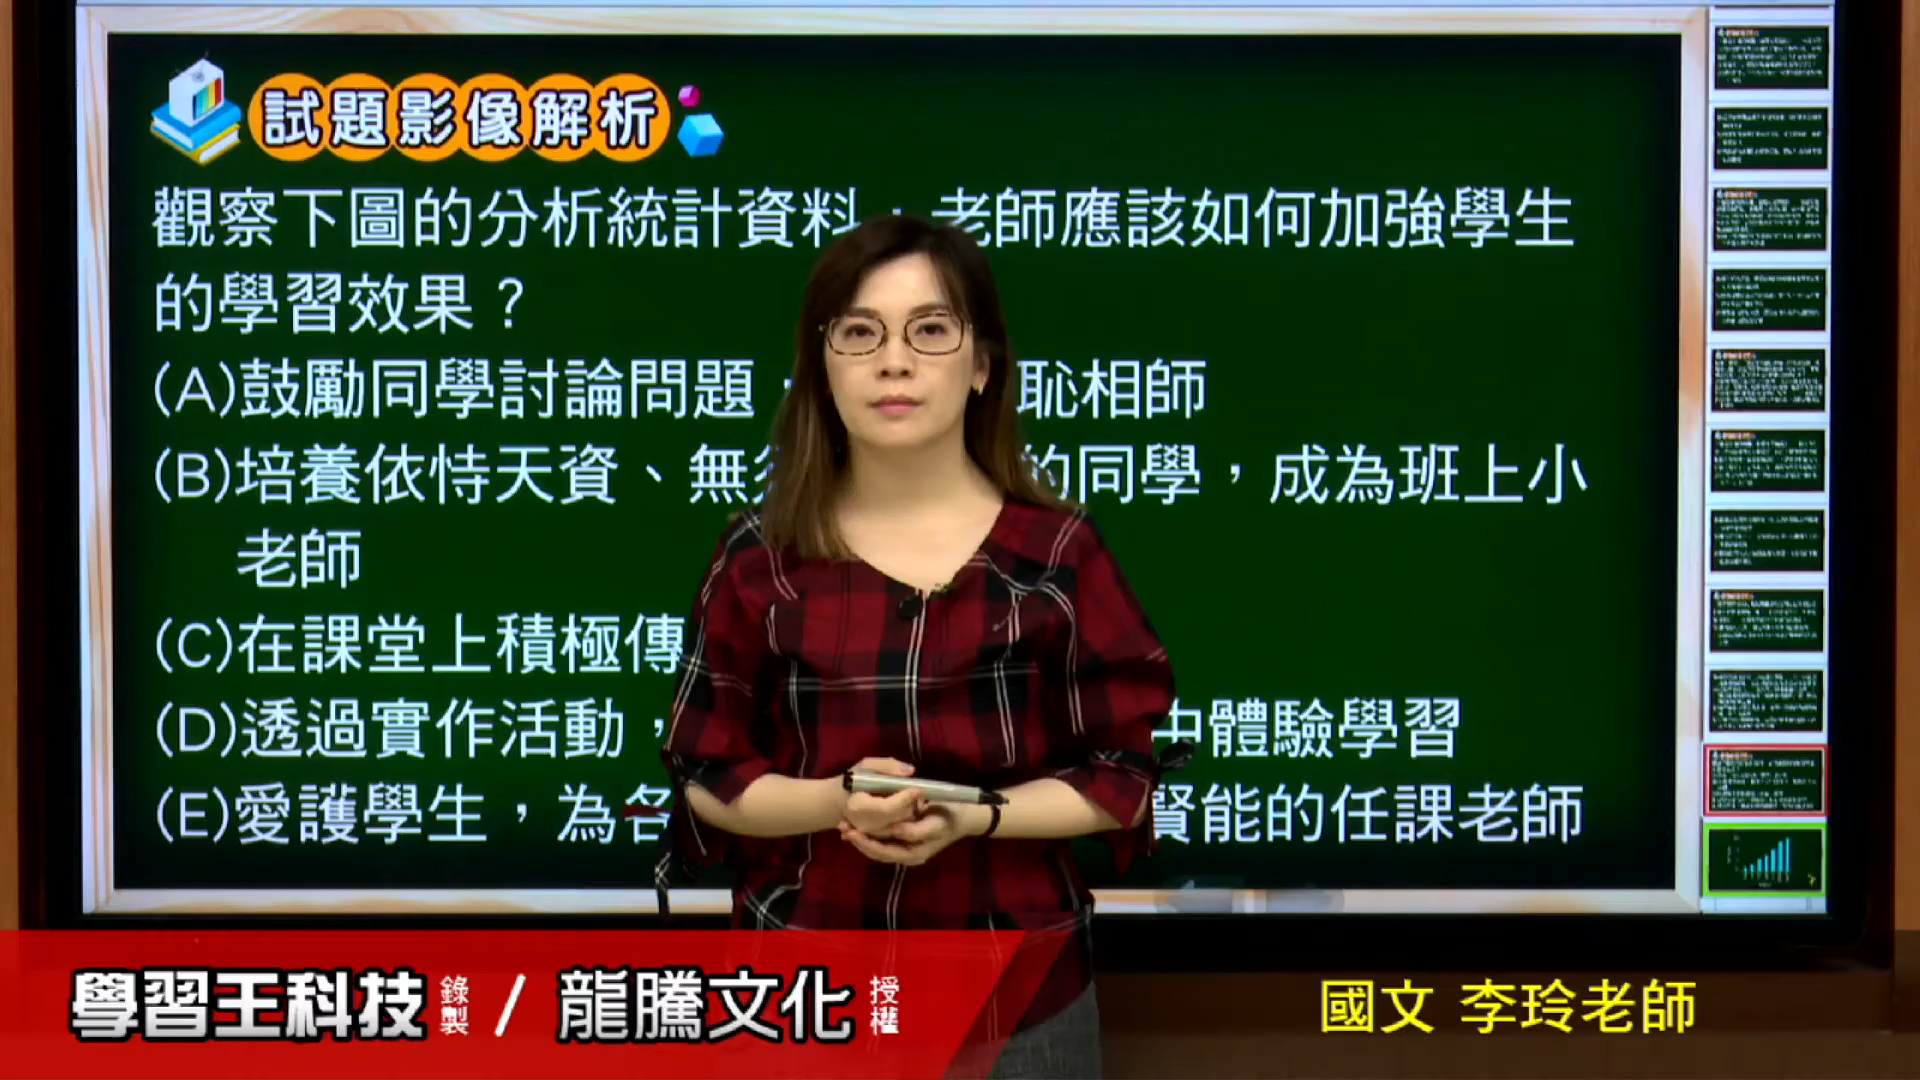 試題影像解析
觀察下圖的分析統計資料,老師應該如何加強學生
的學習效果?
(A)鼓勵同學討論問題, 恥相師
(B)培養依恃天資、無 的同學,成為班上小
老師
(C)在課堂上積極傳
(D)透過實作活動, 中體驗學習
(E)愛護學生,為各 賢能的任課老師
學習王科技 錄製 / 龍騰文化 授權
國文 李玲老師